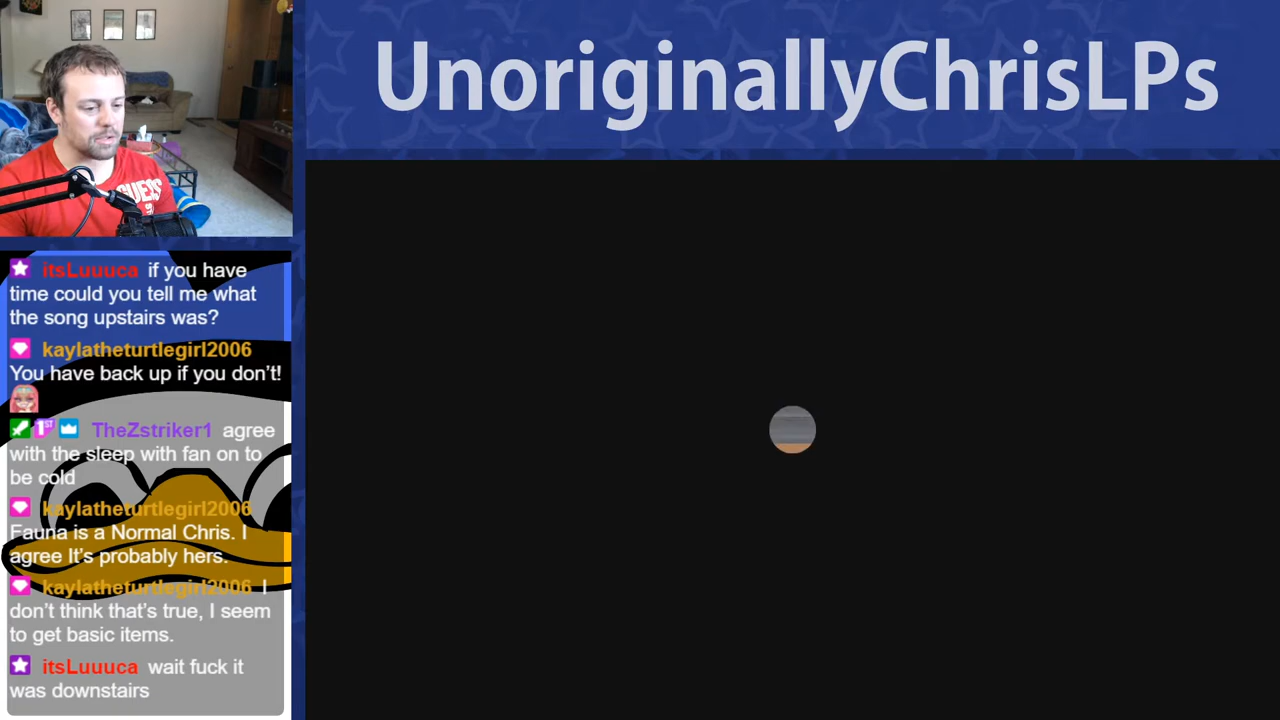 UnoriginallyChrisLPs
GUESS
itsLuuuca if you have
time could you tell me what
the song upstairs was?
kaylatheturtlegirl2006
You have back up if you don't!
1ST TheZstriker1 agree
with the sleep with fan on to
be cold
kaylatheturtlegirl2006
Fauna is a Normal Chris. I
agree It's probably hers.
kaylatheturtlegirl2006 I
don't think that's true, I seem
to get basic items.
itsLuuuca wait fuck it
was downstairs